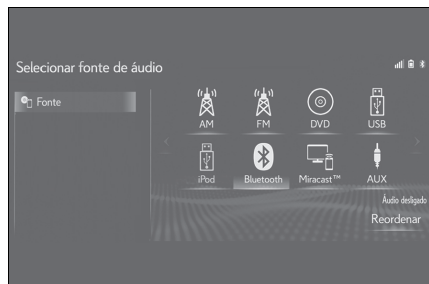 Selecionar fonte de áudio
Fonte
AM
FM
DVD
USB
iPod
Bluetooth
Miracast™
AUX
Áudio desligado
Reordenar